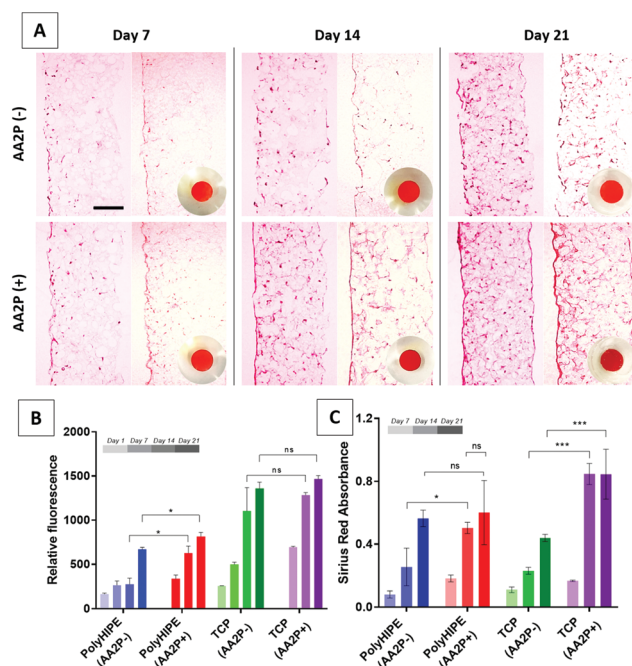 A
Day 7 Day 14 Day 21
AA2P (-)
AA2P (+)
B
Day 1 Day 7 Day 14 Day 21
Relative fluorescence
2000
1500
1000
500
0
ns
ns
*
*
PolyHIPE (AA2P-)
PolyHIPE (AA2P+)
TCP (AA2P-)
TCP (AA2P+)
C
Day 7 Day 14 Day 21
Sirius Red Absorbance
1.2
0.8
0.4
0.0
***
***
ns
ns
*
PolyHIPE (AA2P-)
PolyHIPE (AA2P+)
TCP (AA2P-)
TCP (AA2P+)